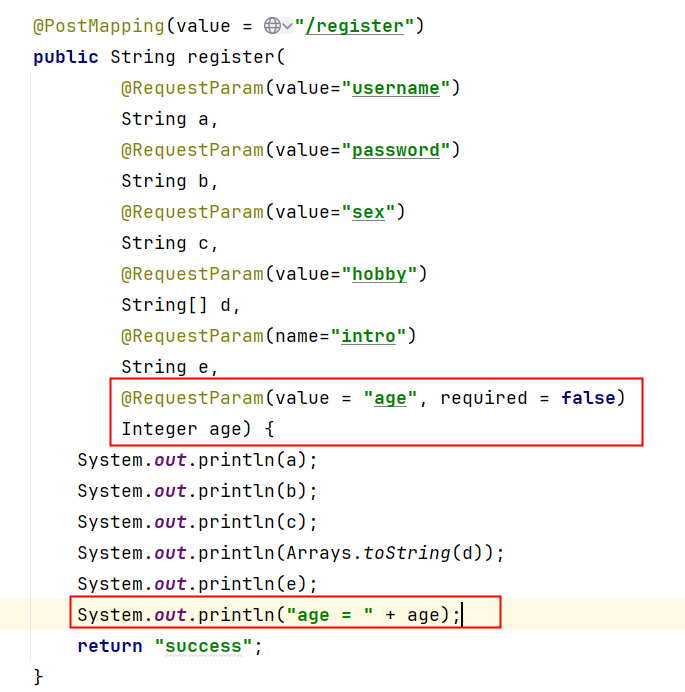 @PostMapping(value = "/register")
public String register(
        @RequestParam(value="username")
        String a,
        @RequestParam(value="password")
        String b,
        @RequestParam(value="sex")
        String c,
        @RequestParam(value="hobby")
        String[] d,
        @RequestParam(name="intro")
        String e,
        @RequestParam(value = "age", required = false)
        Integer age) {
    System.out.println(a);
    System.out.println(b);
    System.out.println(c);
    System.out.println(Arrays.toString(d));
    System.out.println(e);
    System.out.println("age = " + age);
    return "success";
}